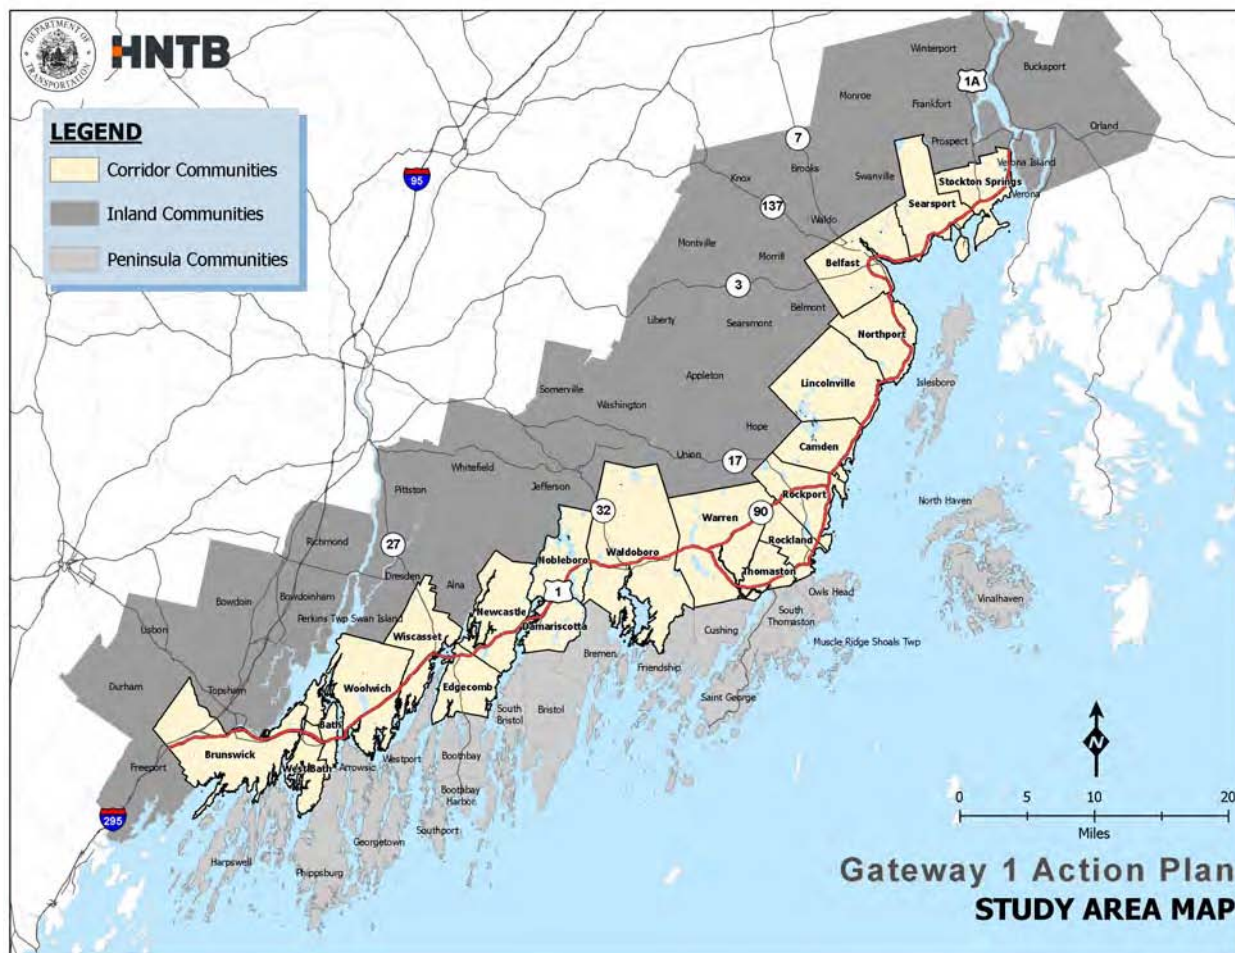 DEPARTMENT OF TRANSPORTATION
HNTB
LEGEND
Corridor Communities
Inland Communities
Peninsula Communities
95
Winterport
Bucksport
1A
Monroe
Frankfort
Orland
7
Prospect
Brooks
Verona Island
Knox
Swanville
Stockton Springs
Verona
137
Searsport
Waldo
Montville
Morrill
Belfast
3
Belmont
Liberty
Searsmont
Northport
Appleton
Islesboro
Somerville
Lincolnville
Washington
Hope
Camden
Union
17
Whitefield
Jefferson
Pittston
Rockport
North Haven
32
Warren
90
Richmond
27
Rockland
Nobleboro
Waldoboro
Thomaston
Dresden
Alna
1
Owls Head
Vinalhaven
Bowdoin
Bowdoinham
Perkins Twp Swan Island
Newcastle
South
Thomaston
Lisbon
Wiscasset
Damariscotta
Cushing
Muscle Ridge Shoals Twp
Bremen
Friendship
Durham
Topsham
Woolwich
Edgecomb
Saint George
South
Bristol
Bristol
Bath
Brunswick
Westport
Boothbay
Freeport
West Bath
Arrowsic
Boothbay
Harbor
295
Southport
Georgetown
Harpswell
Phippsburg
N
0 5 10 20
Miles
Gateway 1 Action Plan
STUDY AREA MAP